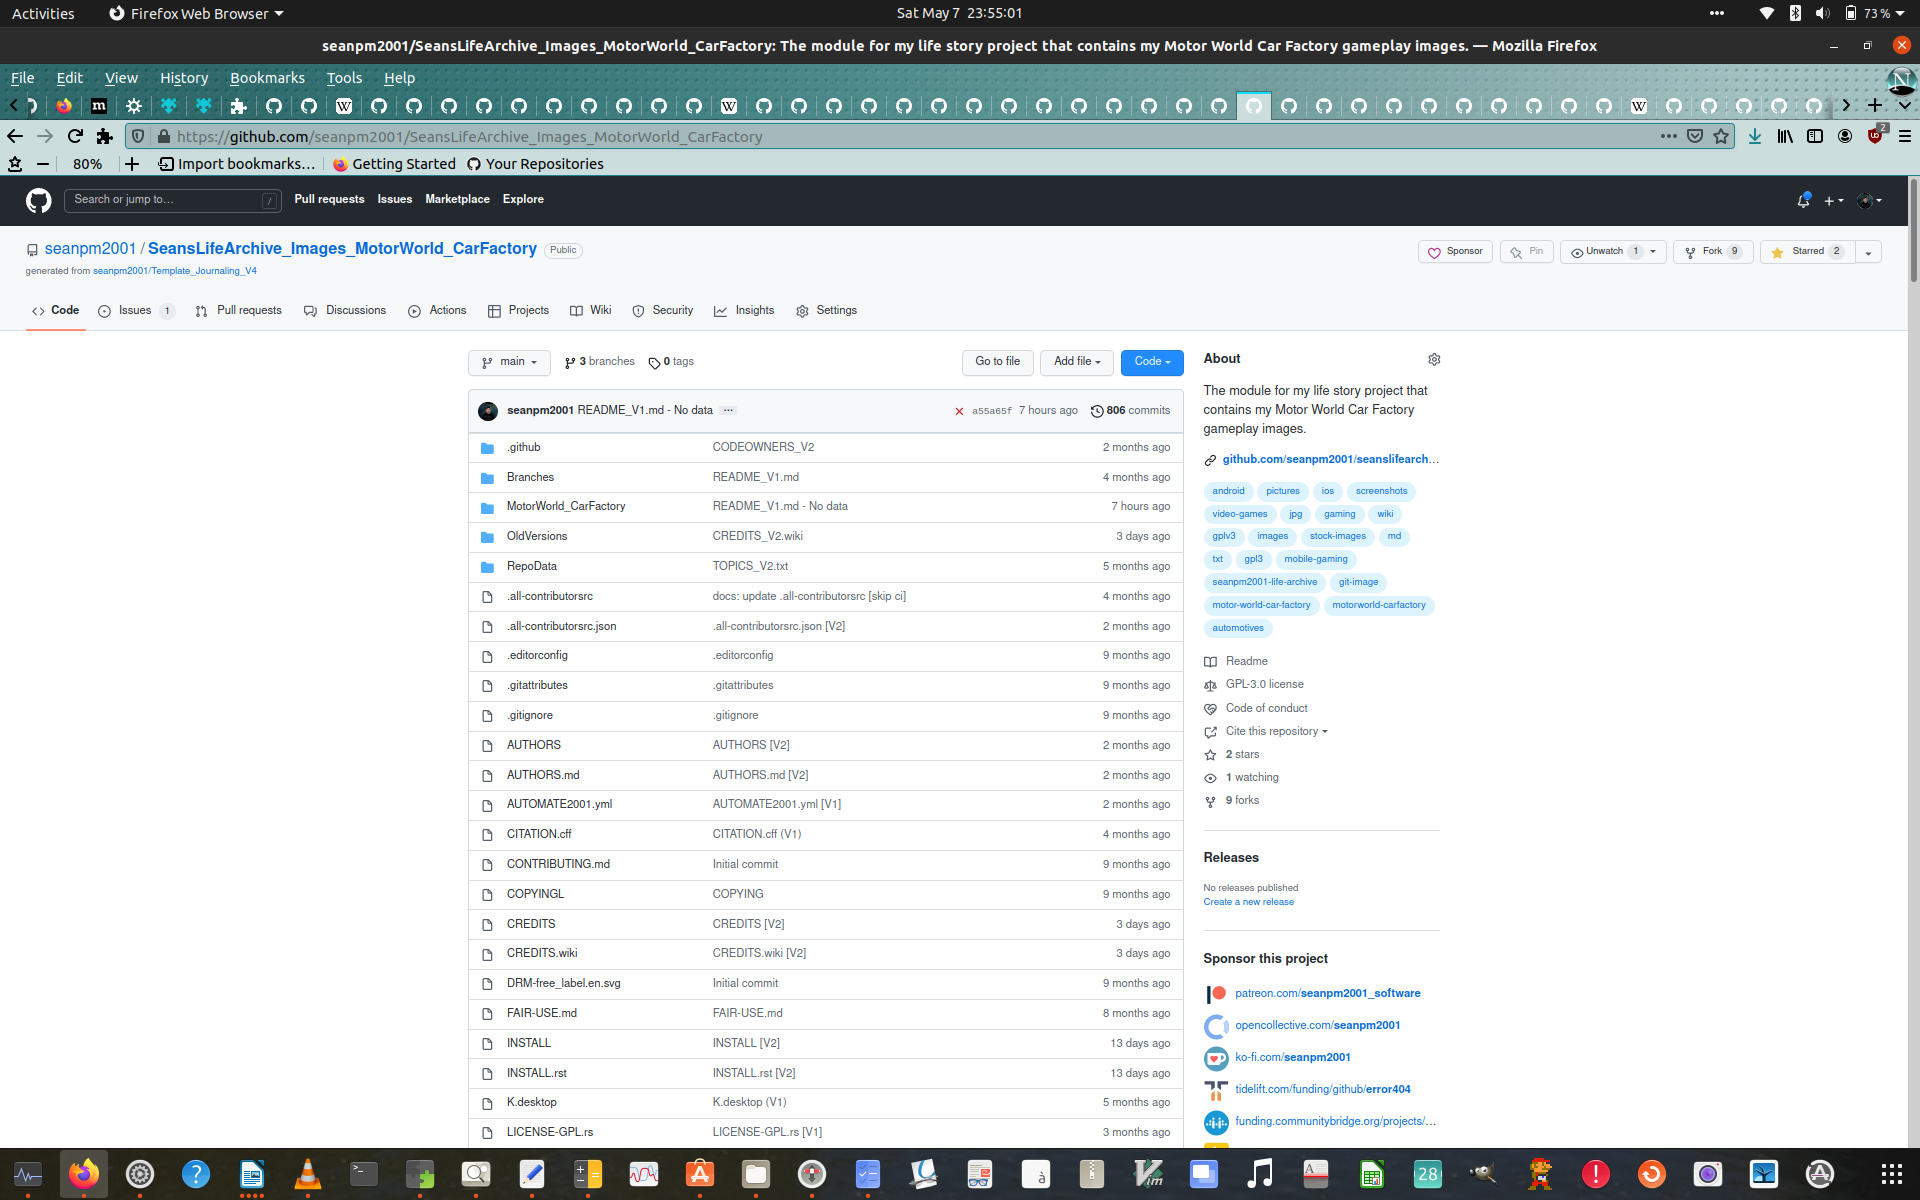 Activities Firefox Web Browser Sat May 7 23:55:01 73 %
seanpm2001/SeansLifeArchive_Images_MotorWorld_CarFactory: The module for my life story project that contains my Motor World Car Factory gameplay images. — Mozilla Firefox
File Edit View History Bookmarks Tools Help
https://github.com/seanpm2001/SeansLifeArchive_Images_MotorWorld_CarFactory 2
80% Import bookmarks... Getting Started Your Repositories
Search or jump to... / Pull requests Issues Marketplace Explore
seanpm2001 / SeansLifeArchive_Images_MotorWorld_CarFactory Public Sponsor Pin Unwatch 1 Fork 9 Starred 2
generated from seanpm2001/Template_Journaling_V4
Code Issues 1 Pull requests Discussions Actions Projects Wiki Security Insights Settings
main 3 branches 0 tags Go to file Add file Code
seanpm2001 README_V1.md - No data ... a55a65f 7 hours ago 806 commits
.github CODEOWNERS_V2 2 months ago
Branches README_V1.md 4 months ago
MotorWorld_CarFactory README_V1.md - No data 7 hours ago
OldVersions CREDITS_V2.wiki 3 days ago
RepoData TOPICS_V2.txt 5 months ago
.all-contributorsrc docs: update .all-contributorsrc [skip ci] 4 months ago
.all-contributorsrc.json .all-contributorsrc.json [V2] 2 months ago
.editorconfig .editorconfig 9 months ago
.gitattributes .gitattributes 9 months ago
.gitignore .gitignore 9 months ago
AUTHORS AUTHORS [V2] 2 months ago
AUTHORS.md AUTHORS.md [V2] 2 months ago
AUTOMATE2001.yml AUTOMATE2001.yml [V1] 2 months ago
CITATION.cff CITATION.cff (V1) 4 months ago
CONTRIBUTING.md Initial commit 9 months ago
COPYINGL COPYING 9 months ago
CREDITS CREDITS [V2] 3 days ago
CREDITS.wiki CREDITS.wiki [V2] 3 days ago
DRM-free_label.en.svg Initial commit 9 months ago
FAIR-USE.md FAIR-USE.md 8 months ago
INSTALL INSTALL [V2] 13 days ago
INSTALL.rst INSTALL.rst [V2] 13 days ago
K.desktop K.desktop (V1) 5 months ago
LICENSE-GPL.rs LICENSE-GPL.rs [V1] 3 months ago
About
The module for my life story project that
contains my Motor World Car Factory
gameplay images.
github.com/seanpm2001/seanslifearch...
android pictures ios screenshots
video-games jpg gaming wiki
gplv3 images stock-images md
txt gpl3 mobile-gaming
seanpm2001-life-archive git-image
motor-world-car-factory motorworld-carfactory
automotives
Readme
GPL-3.0 license
Code of conduct
Cite this repository
2 stars
1 watching
9 forks
Releases
No releases published
Create a new release
Sponsor this project
patreon.com/seanpm2001_software
opencollective.com/seanpm2001
ko-fi.com/seanpm2001
tidelift.com/funding/github/error404
funding.communitybridge.org/projects/...
28